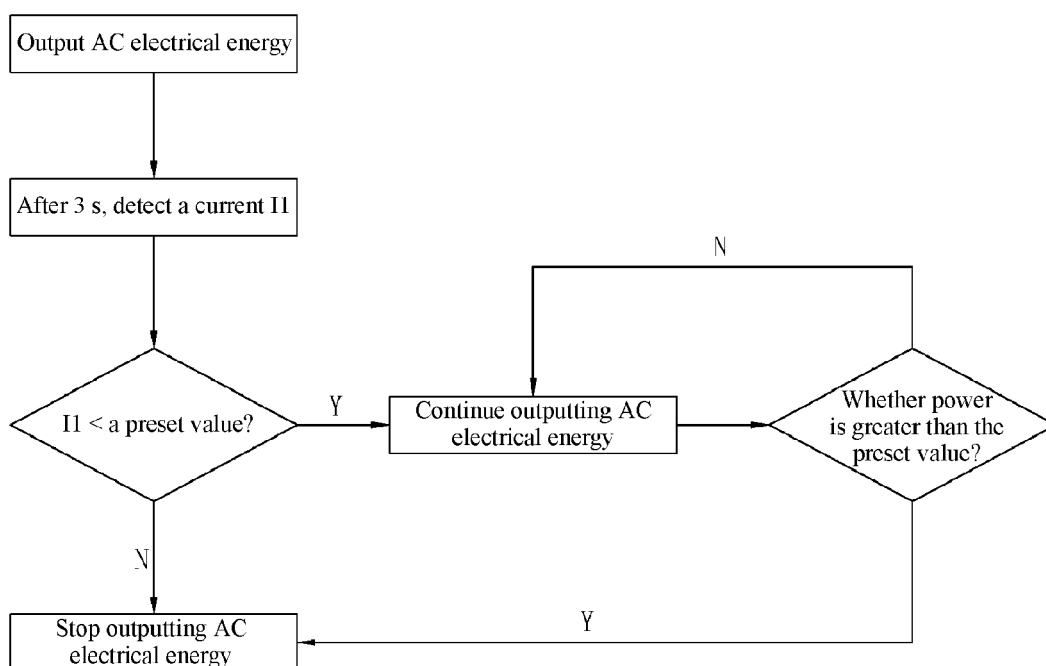 Output AC electrical energy
After 3 s, detect a current I1
N
I1 < a preset value?
Y
Continue outputting AC
electrical energy
Whether power
is greater than the
preset value?
N
Stop outputting AC
electrical energy
Y